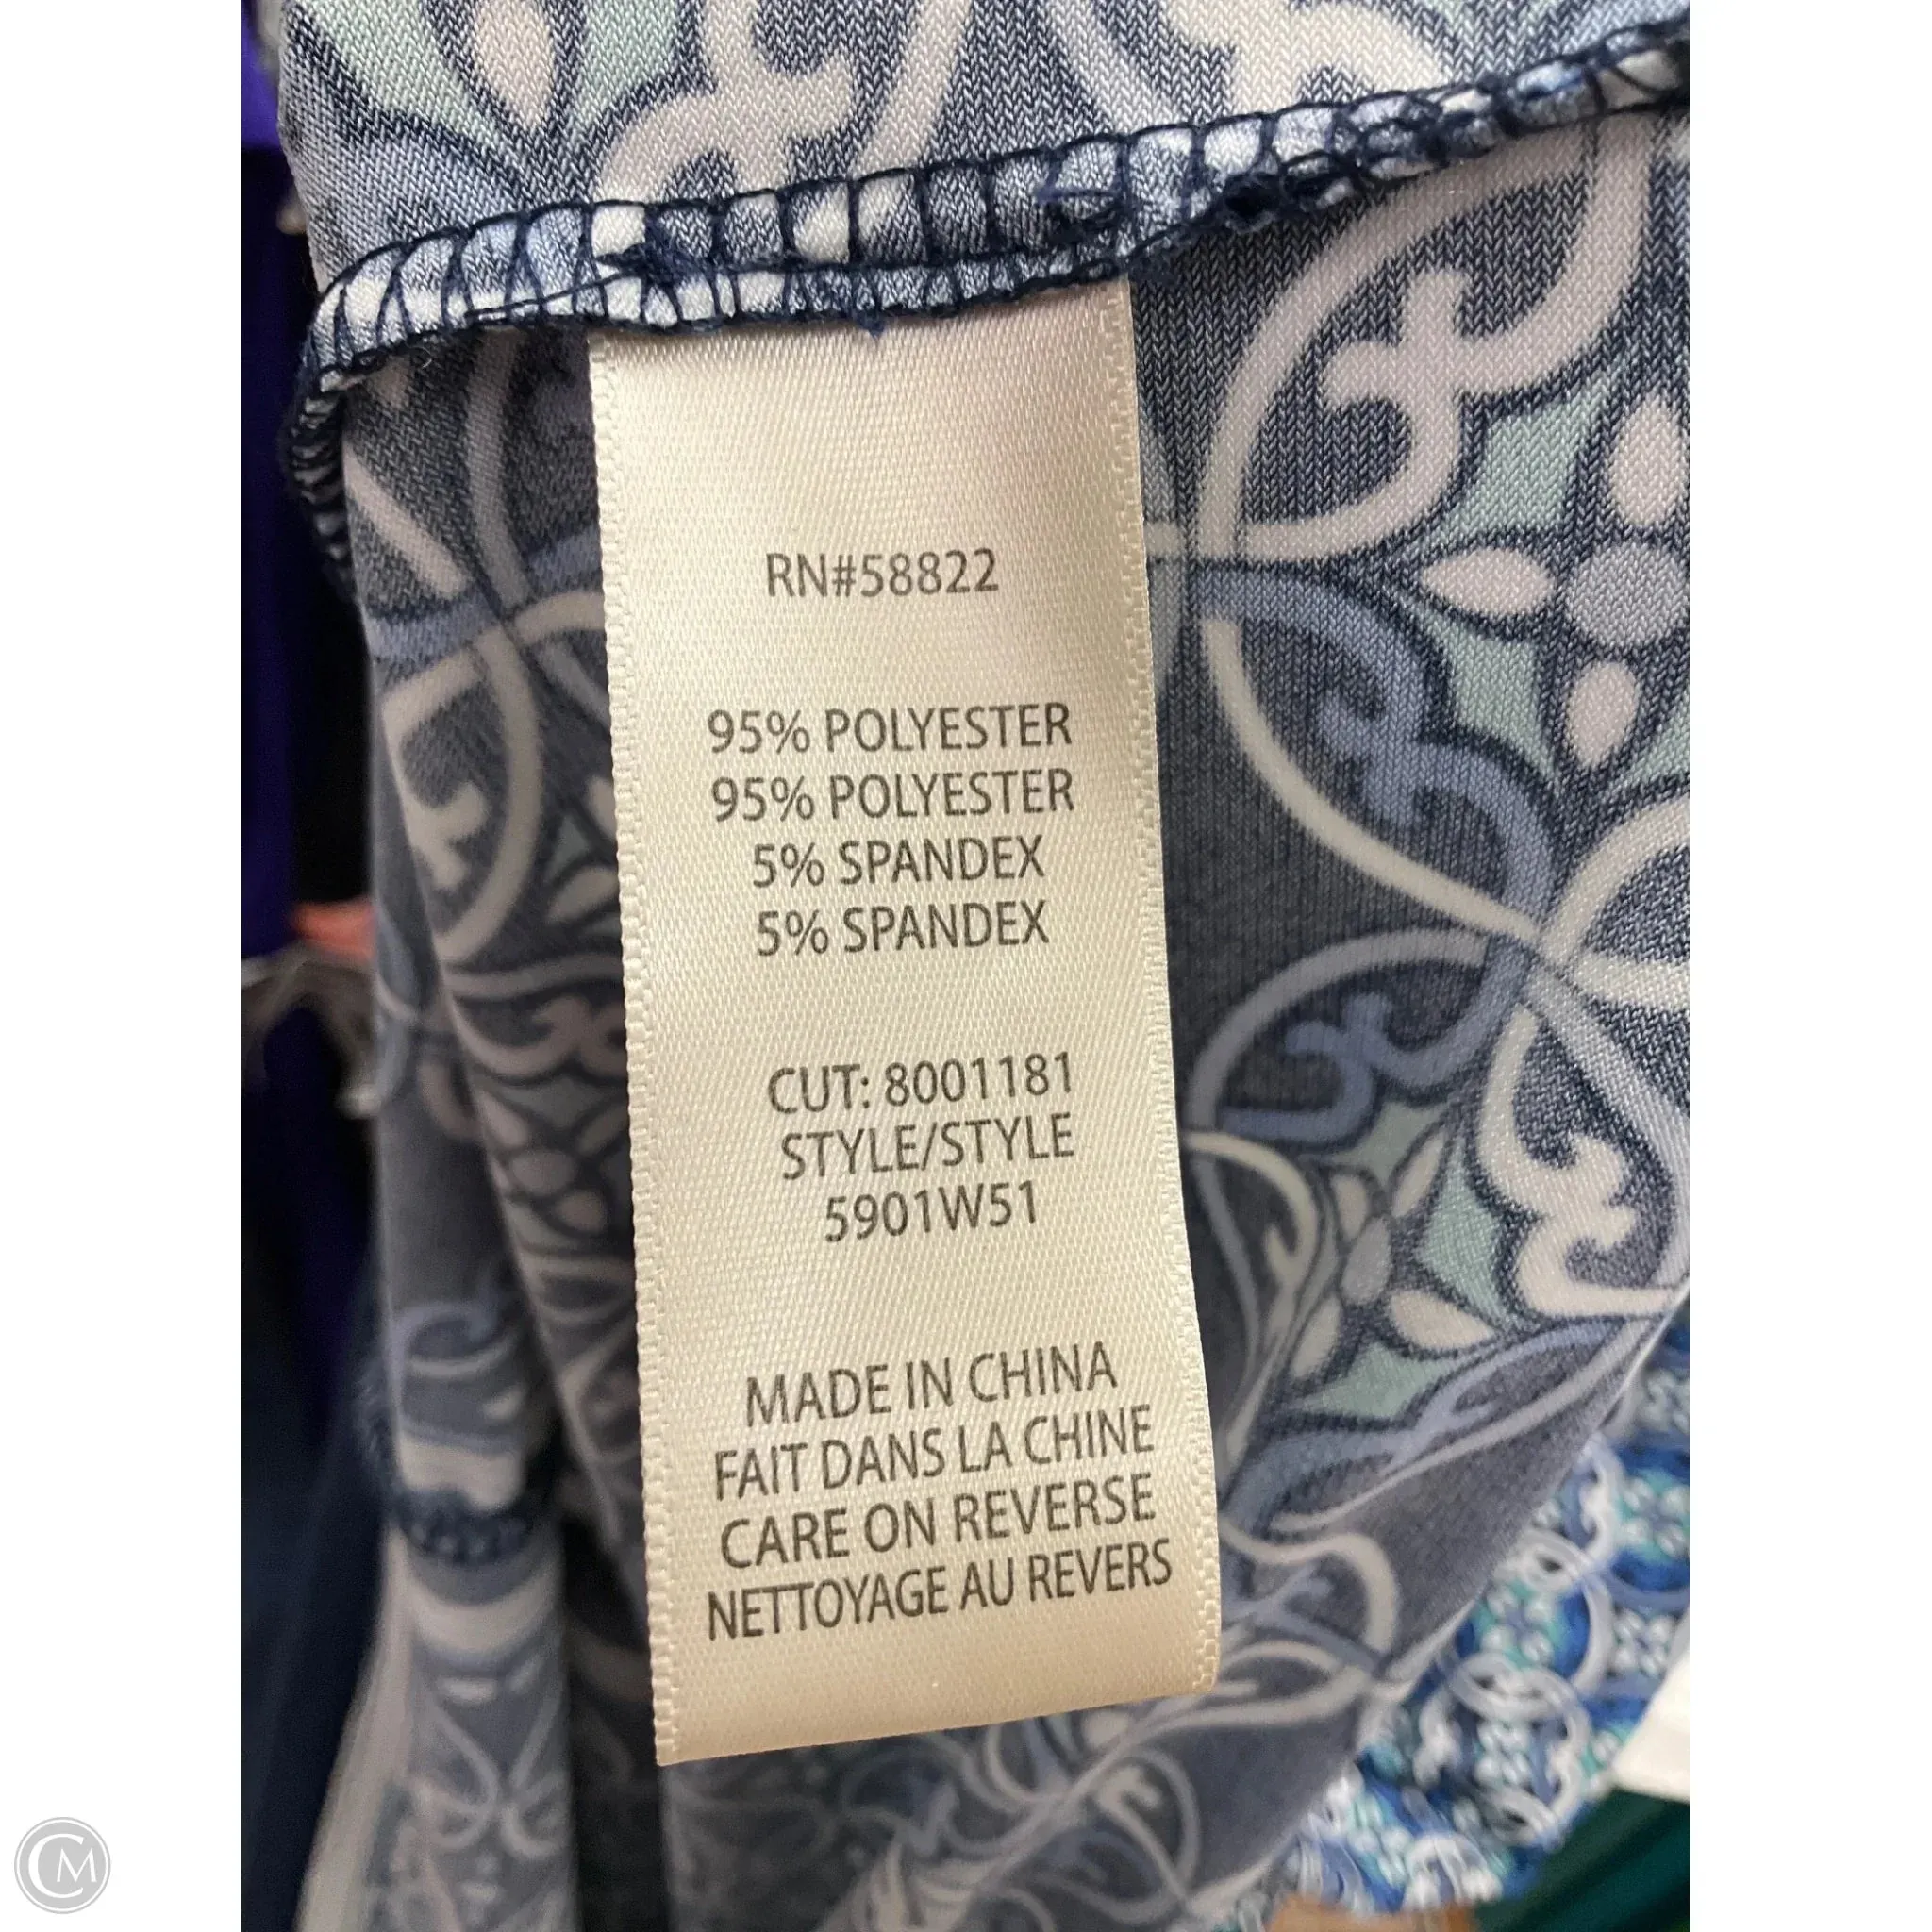 RN#58822
95% POLYESTER
95% POLYESTER
5% SPANDEX
5% SPANDEX
CUT: 8001181
STYLE/STYLE
5901W51
MADE IN CHINA
FAIT DANS LA CHINE
CARE ON REVERSE
NETTOYAGE AU REVERS
CM